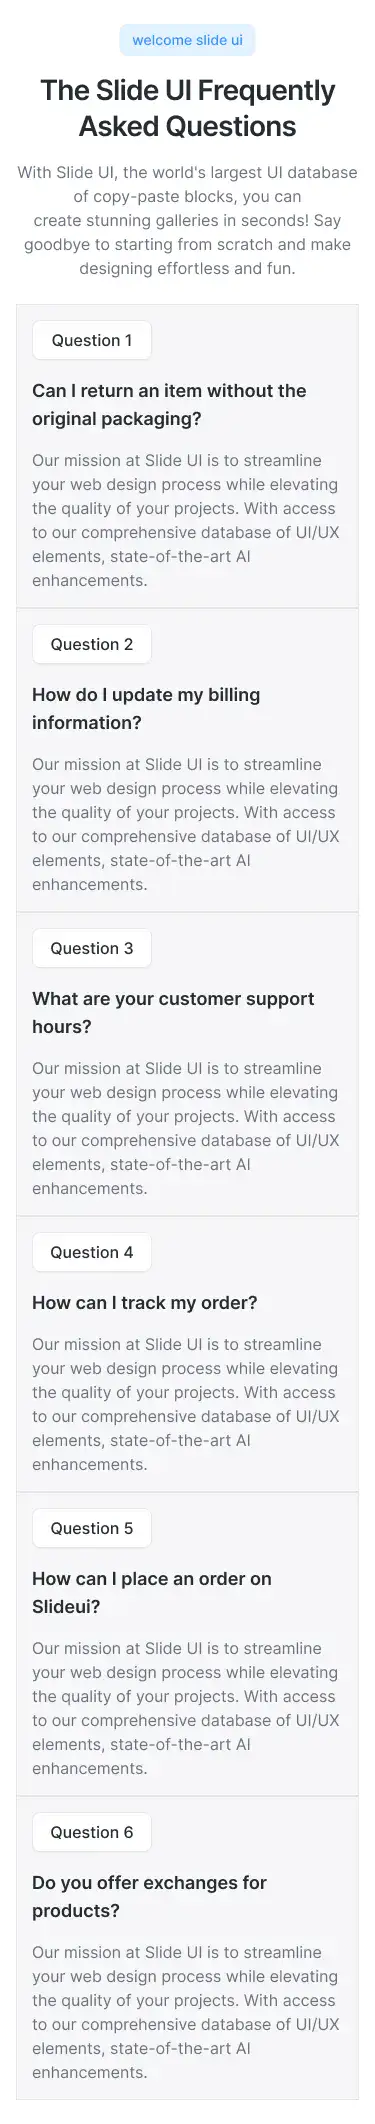 welcome slide ui
The Slide UI Frequently
Asked Questions
With Slide UI, the world's largest UI database
of copy-paste blocks, you can
create stunning galleries in seconds! Say
goodbye to starting from scratch and make
designing effortless and fun.
Question 1
Can I return an item without the
original packaging?
Our mission at Slide UI is to streamline
your web design process while elevating
the quality of your projects. With access
to our comprehensive database of UI/UX
elements, state-of-the-art AI
enhancements.
Question 2
How do I update my billing
information?
Our mission at Slide UI is to streamline
your web design process while elevating
the quality of your projects. With access
to our comprehensive database of UI/UX
elements, state-of-the-art AI
enhancements.
Question 3
What are your customer support
hours?
Our mission at Slide UI is to streamline
your web design process while elevating
the quality of your projects. With access
to our comprehensive database of UI/UX
elements, state-of-the-art AI
enhancements.
Question 4
How can I track my order?
Our mission at Slide UI is to streamline
your web design process while elevating
the quality of your projects. With access
to our comprehensive database of UI/UX
elements, state-of-the-art AI
enhancements.
Question 5
How can I place an order on
Slideui?
Our mission at Slide UI is to streamline
your web design process while elevating
the quality of your projects. With access
to our comprehensive database of UI/UX
elements, state-of-the-art AI
enhancements.
Question 6
Do you offer exchanges for
products?
Our mission at Slide UI is to streamline
your web design process while elevating
the quality of your projects. With access
to our comprehensive database of UI/UX
elements, state-of-the-art AI
enhancements.